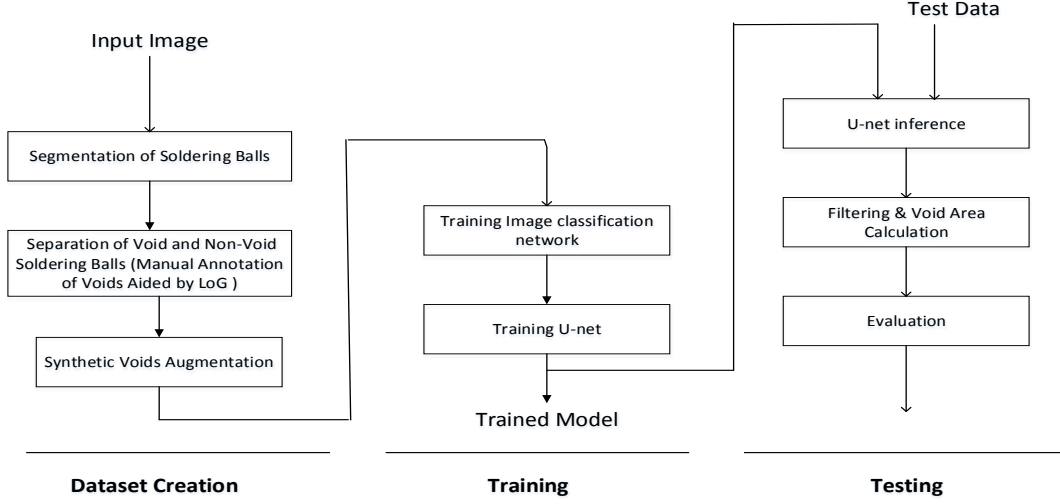 Input Image
Segmentation of Soldering Balls
Separation of Void and Non-Void
Soldering Balls (Manual Annotation
of Voids Aided by LoG )
Synthetic Voids Augmentation
Dataset Creation
Training Image classification
network
Training U-net
Trained Model
Training
Test Data
U-net inference
Filtering & Void Area
Calculation
Evaluation
Testing